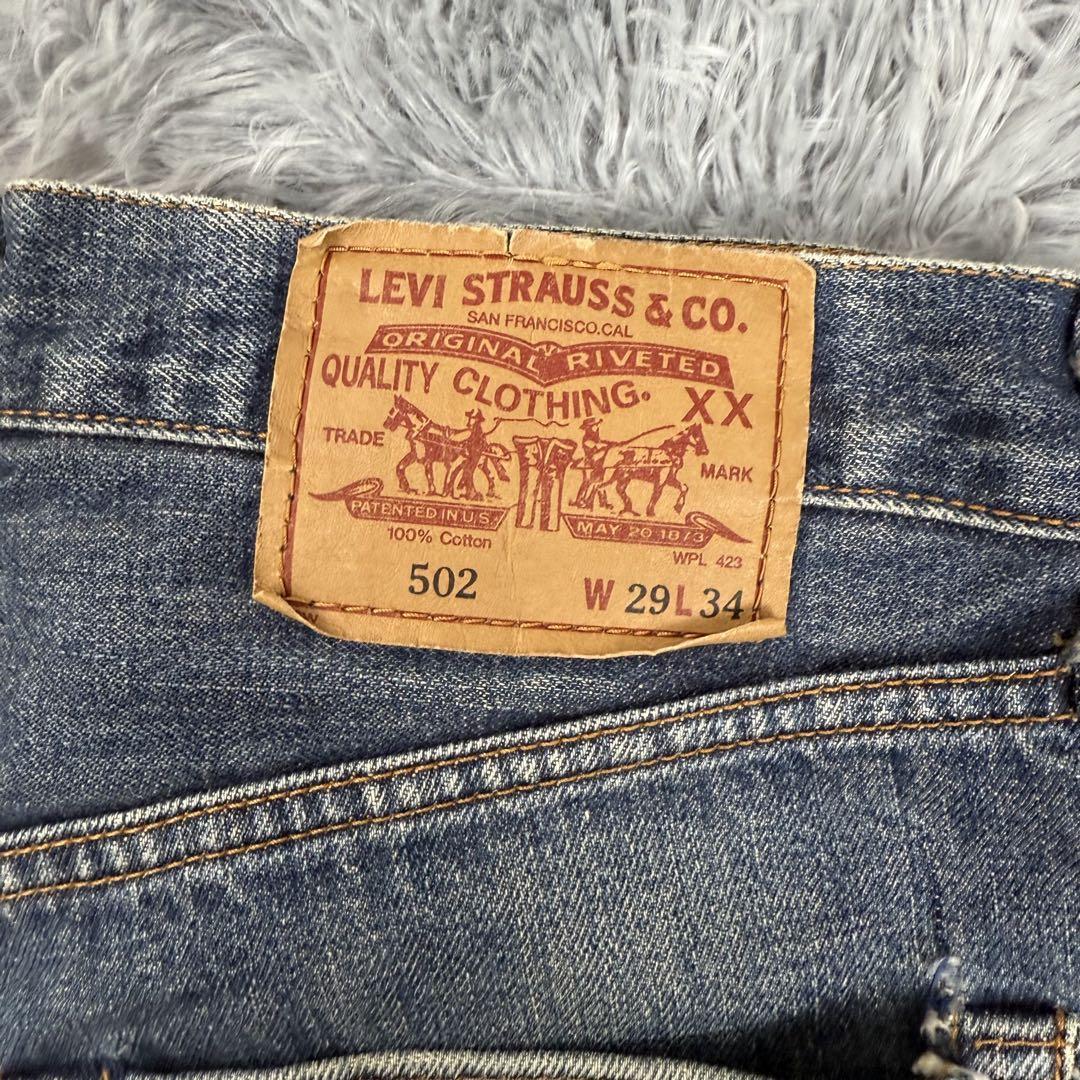 LEVI STRAUSS & CO.
SAN FRANCISCO.CAL
ORIGINAL RIVETED
QUALITY CLOTHING. XX
TRADE MARK
PATENTED IN U.S. MAY 20 1873
100% Cotton WPL 423
502 W 29 L 34